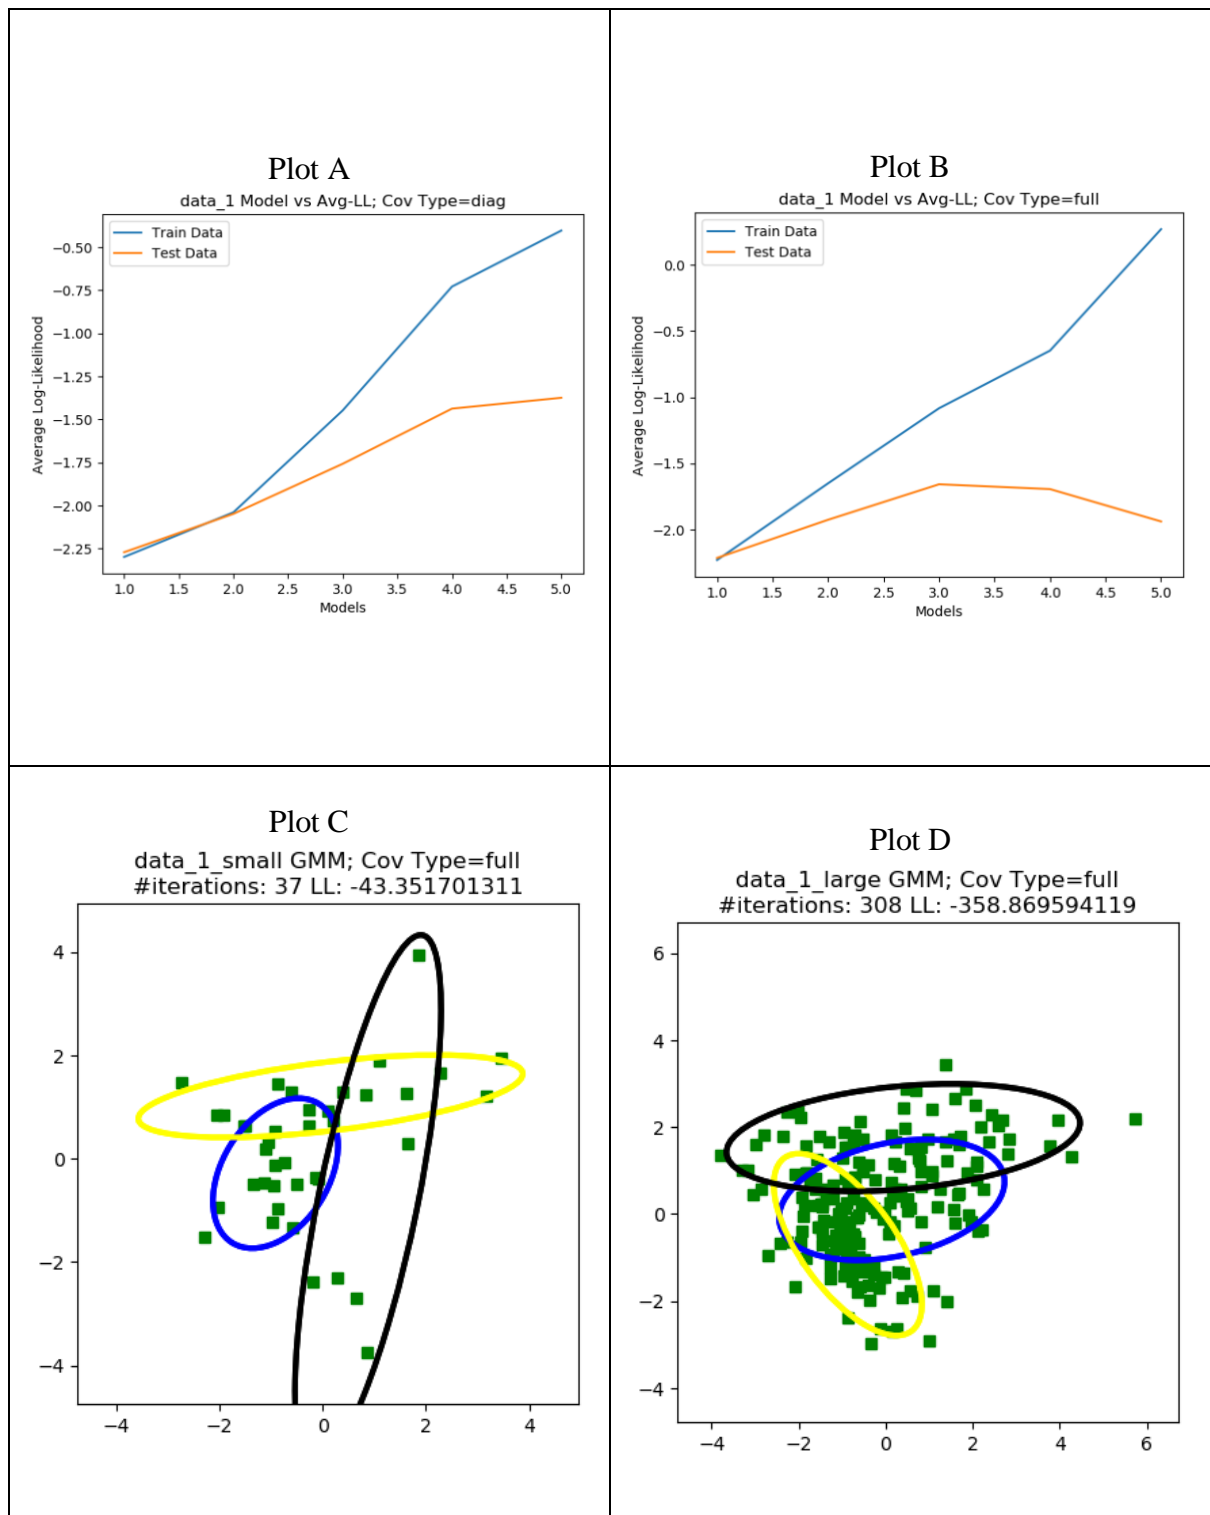 Plot A
data_1 Model vs Avg-LL; Cov Type=diag
Train Data
Test Data
Average Log-Likelihood
−0.50
−0.75
−1.00
−1.25
−1.50
−1.75
−2.00
−2.25
1.0 1.5 2.0 2.5 3.0 3.5 4.0 4.5 5.0
Models
Plot B
data_1 Model vs Avg-LL; Cov Type=full
Train Data
Test Data
Average Log-Likelihood
0.0
−0.5
−1.0
−1.5
−2.0
1.0 1.5 2.0 2.5 3.0 3.5 4.0 4.5 5.0
Models
Plot C
data_1_small GMM; Cov Type=full
#iterations: 37 LL: -43.351701311
4
2
0
−2
−4
−4 −2 0 2 4
Plot D
data_1_large GMM; Cov Type=full
#iterations: 308 LL: -358.869594119
6
4
2
0
−2
−4
−4 −2 0 2 4 6